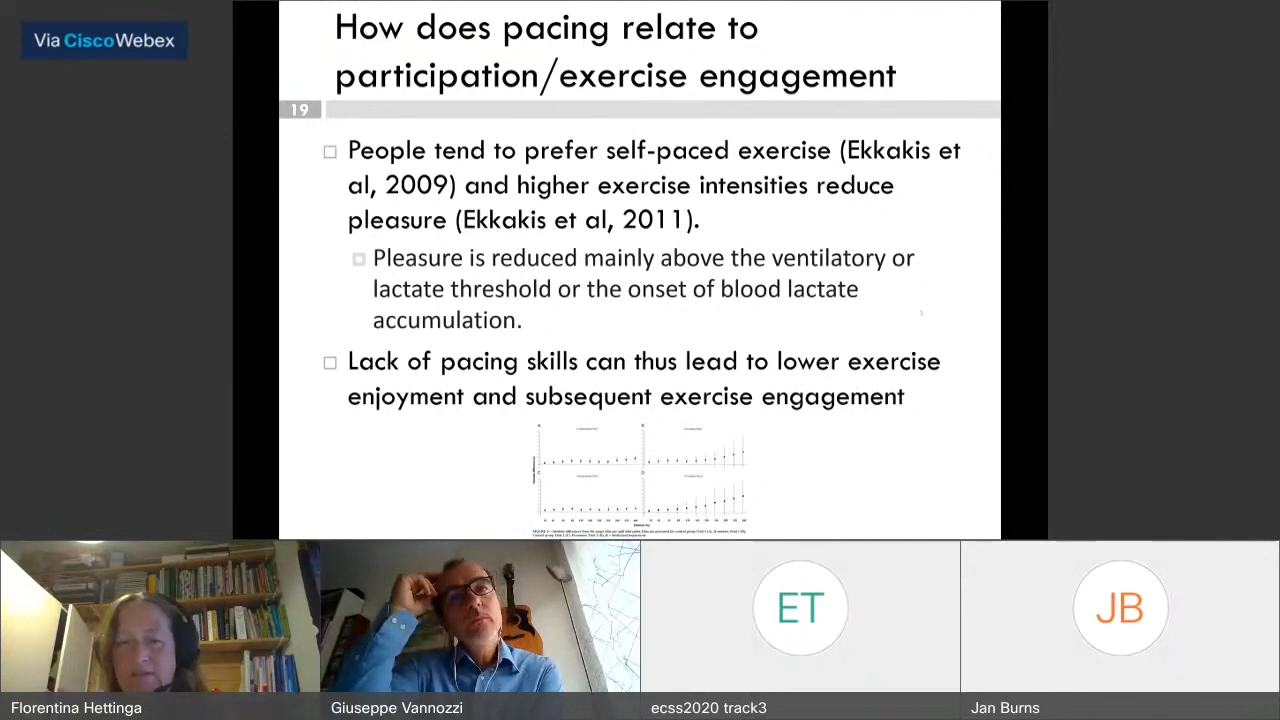 Via Cisco Webex
How does pacing relate to
participation/exercise engagement
19
People tend to prefer self-paced exercise (Ekkakis et
al, 2009) and higher exercise intensities reduce
pleasure (Ekkakis et al, 2011).
Pleasure is reduced mainly above the ventilatory or
lactate threshold or the onset of blood lactate
accumulation.
Lack of pacing skills can thus lead to lower exercise
enjoyment and subsequent exercise engagement
ET
JB
Florentina Hettinga
Giuseppe Vannozzi
ecss2020 track3
Jan Burns